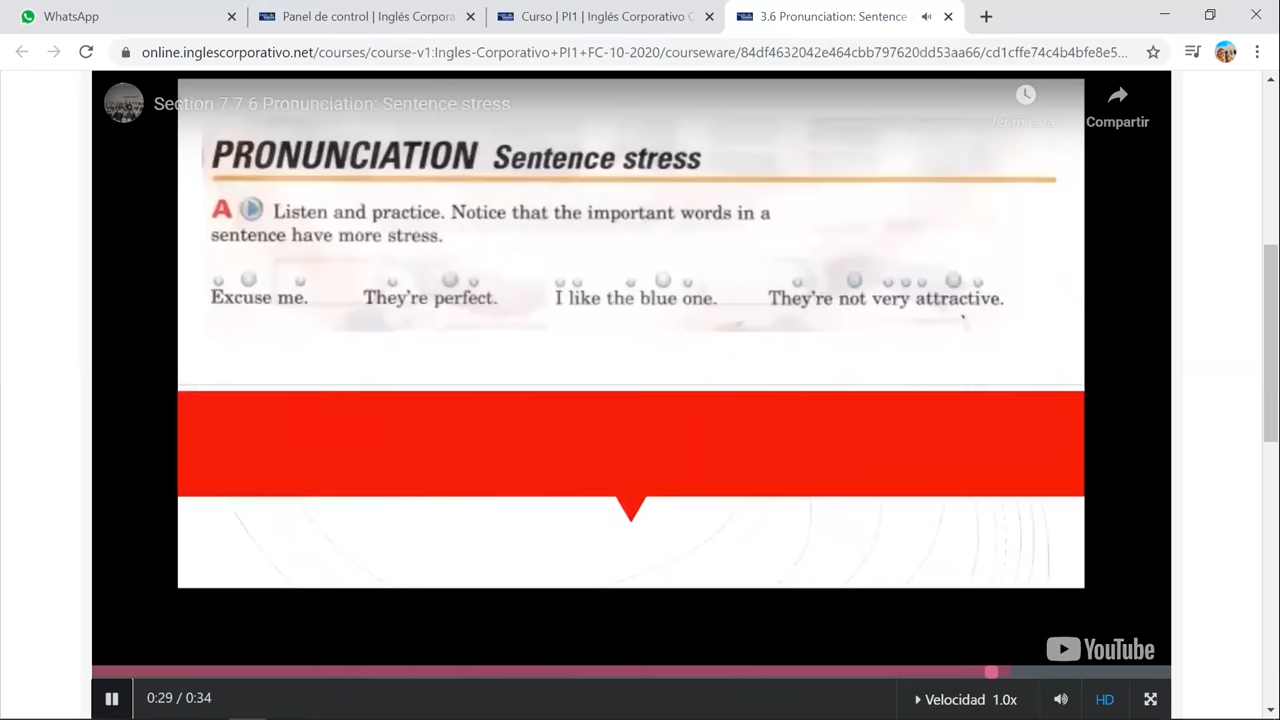 WhatsApp
Panel de control | Inglés Corpora
Curso | PI1 | Inglés Corporativo C
3.6 Pronunciation: Sentence
online.inglescorporativo.net/courses/course-v1:Ingles-Corporativo+PI1+FC-10-2020/courseware/84df4632042e464cbb797620dd53aa66/cd1cffe74c4b4bfe8e5...
Section 7.7 6 Pronunciation: Sentence stress
Ver más ta
Compartir
PRONUNCIATION Sentence stress
A Listen and practice. Notice that the important words in a
sentence have more stress.
Excuse me. They're perfect. I like the blue one. They're not very attractive.
YouTube
0:29 / 0:34
Velocidad 1.0x
HD